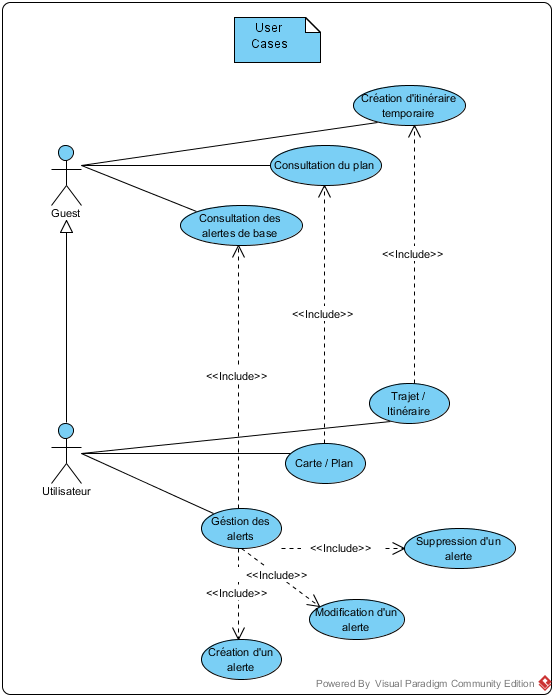 User
Cases
Création d'itinéraire
temporaire
Consultation du plan
Guest
Consultation des
alertes de base
<<Include>>
<<Include>>
<<Include>>
Trajet /
Itinéraire
Utilisateur
Carte / Plan
Géstion des
alerts
<<Include>>
Suppression d'un
alerte
<<Include>>
<<Include>>
Modification d'un
alerte
Création d'un
alerte
Powered By Visual Paradigm Community Edition